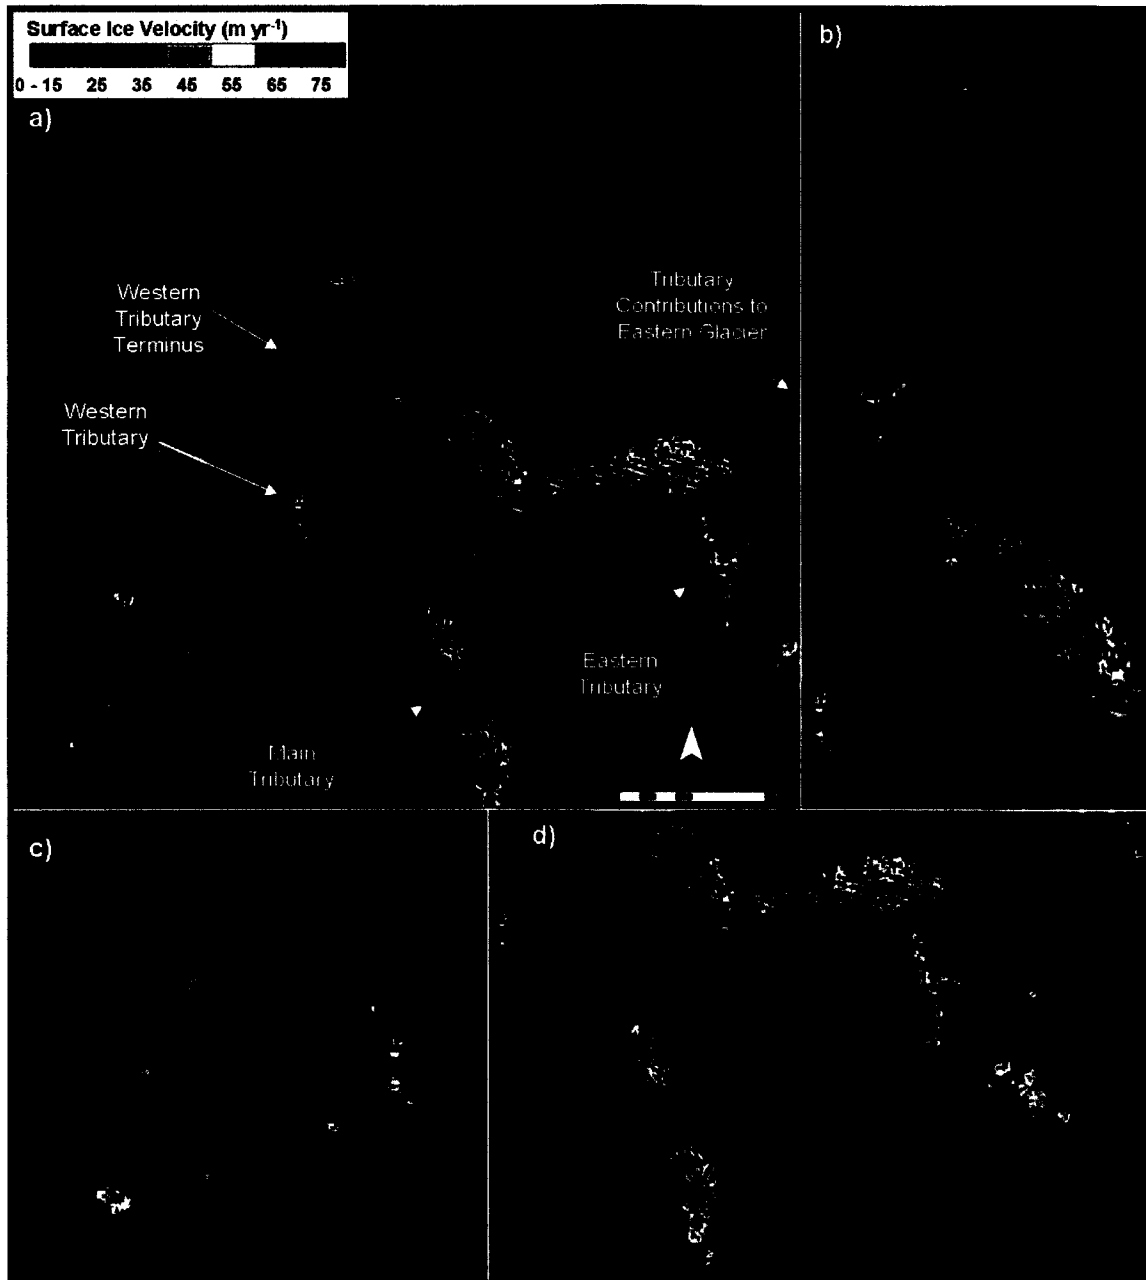 Surface Ice Velocity (m yr⁻¹)
0 - 15 25 35 45 55 65 75
a)
b)
Western
Tributary
Terminus
Tributary
Contributions to
Eastern Glacier
Western
Tributary
Eastern
Tributary
Main
Tributary
c)
d)